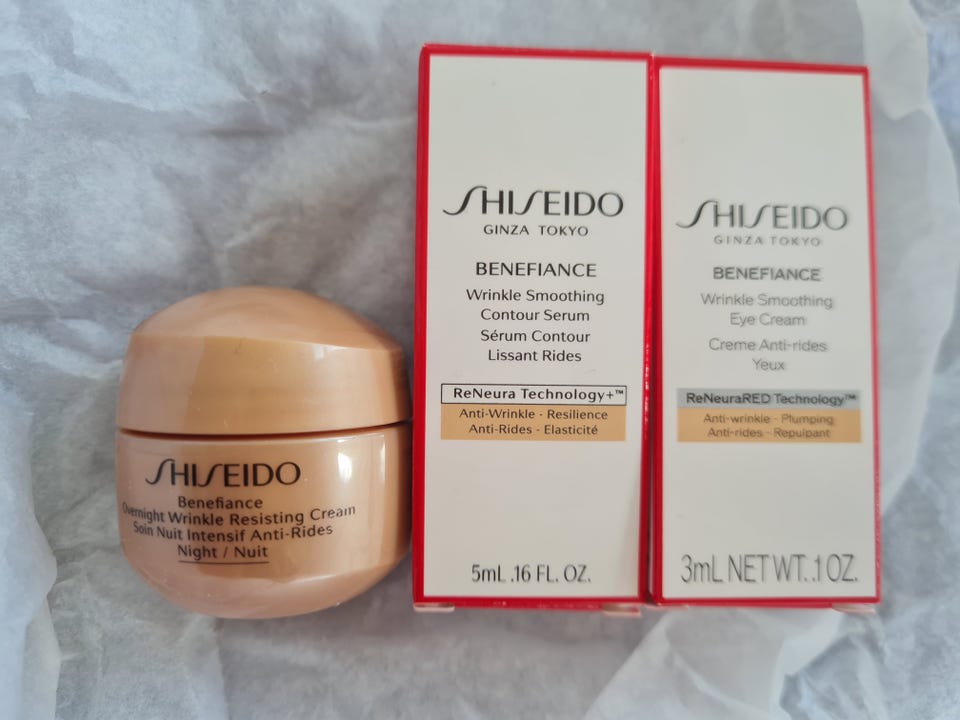 SHISEIDO
Benefiance
Overnight Wrinkle Resisting Cream
Soin Nuit Intensif Anti-Rides
Night / Nuit
SHISEIDO
GINZA TOKYO
BENEFIANCE
Wrinkle Smoothing
Contour Serum
Sérum Contour
Lissant Rides
ReNeura Technology+™
Anti-Wrinkle - Resilience
Anti-Rides - Elasticité
5mL .16 FL. OZ.
SHISEIDO
GINZA TOKYO
BENEFIANCE
Wrinkle Smoothing
Eye Cream
Creme Anti-rides
Yeux
ReNeuraRED Technology™
Anti-wrinkle - Plumping
Anti-rides - Repulpant
3mL NET WT. .1 OZ.